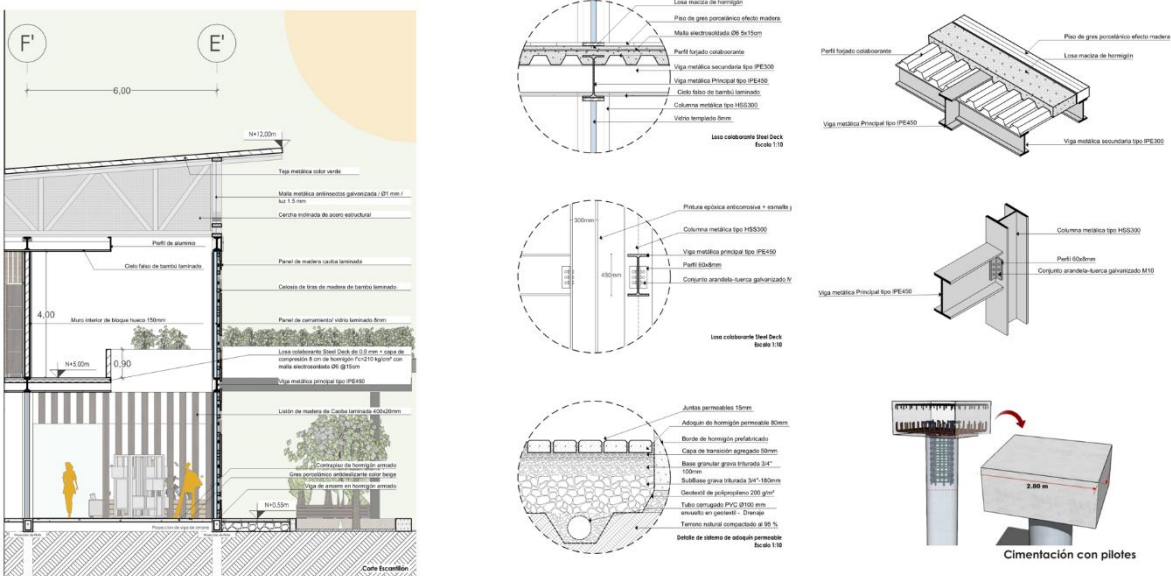 F'
E'
6,00
N+12,00m
Teja metálica color verde
Malla metálica antiinsectos galvanizada / Ø1 mm /
luz 1.5 mm
Cercha inclinada de acero estructural
Perfil de aluminio
Cielo falso de bambú laminado
Panel de madera caoba laminada
Celosía de tiras de madera de bambú laminado
4,00
Muro interior de bloque hueco 150mm
Panel de cerramiento/ vidrio laminado 8mm
N+5.00m
0,90
Losa colaborante Steel Deck de 0.9 mm + capa de
compresión 8 cm de hormigón f'c=210 kg/cm² con
malla electrosoldada Ø6 @15cm
Viga metálica principal tipo IPE450
Listón de madera de Caoba laminada 400x20mm
Contrapiso de hormigón armado
Gres porcelánico antideslizante color beige
Viga de amarre en hormigón armado
N+0.55m
Corte Escantillón
Losa maciza de hormigón
Piso de gres porcelánico efecto madera
Malla electrosoldada Ø6 5x15cm
Perfil forjado colaborante
Viga metálica secundaria tipo IPE300
Viga metálica Principal tipo IPE450
Cielo falso de bambú laminado
Columna metálica tipo HSS300
Vidrio templado 8mm
Losa colaborante Steel Deck
Escala 1:10
Perfil forjado colaborante
Piso de gres porcelánico efecto madera
Losa maciza de hormigón
Viga metálica Principal tipo IPE450
Viga metálica secundaria tipo IPE300
Pintura epóxica anticorrosiva + esmalte
300mm
Columna metálica tipo HSS300
Viga metálica principal tipo IPE450
450mm
Perfil 60x8mm
Conjunto arandela-tuerca galvanizado M
Losa colaborante Steel Deck
Escala 1:10
Columna metálica tipo HSS300
Perfil 60x8mm
Conjunto arandela-tuerca galvanizado M10
Viga metálica Principal tipo IPE450
Juntas permeables 15mm
Adoquín de hormigón permeable 80mm
Borde de hormigón prefabricado
Capa de transición agregado 50mm
Base granular grava triturada 3/4"
100mm
SubBase grava triturada 3/4"-180mm
Geotextil de polipropileno 200 g/m²
Tubo corrugado PVC Ø100 mm
envuelto en geotextil - Drenaje
Terreno natural compactado al 95 %
Detalle de sistema de adoquín permeable
Escala 1:10
2.80 m
Cimentación con pilotes